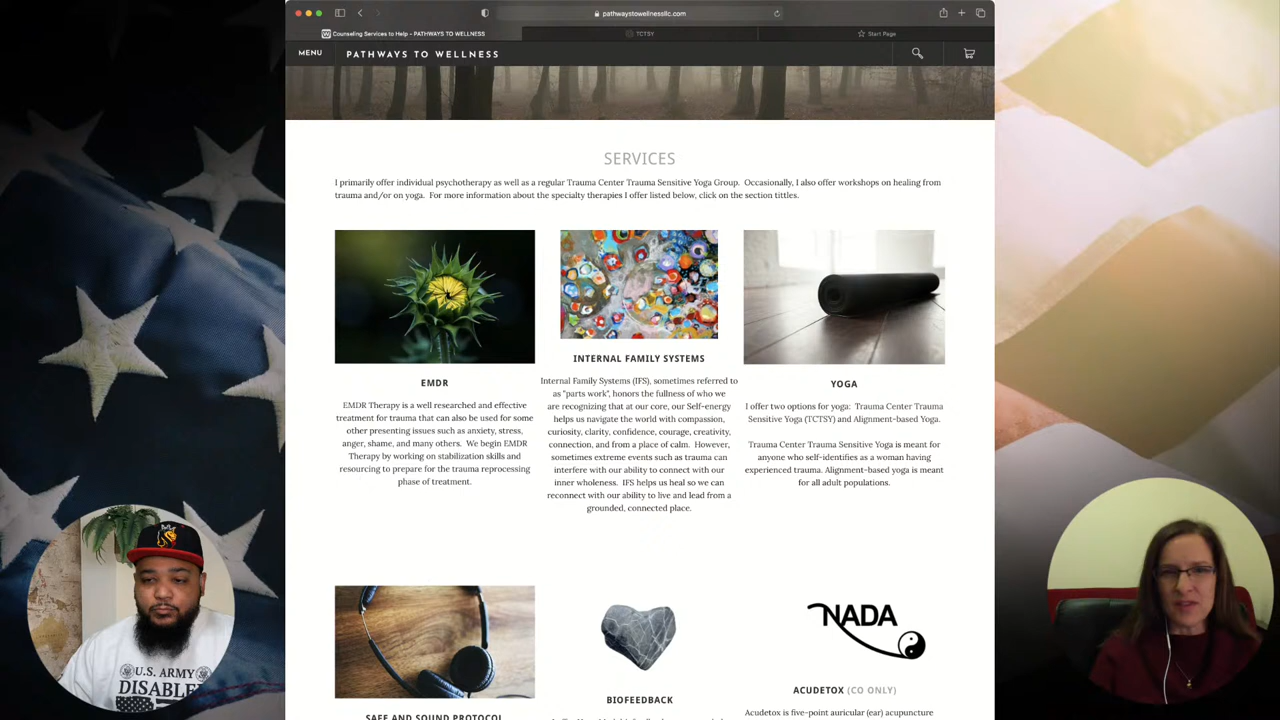 pathwaystowellnessllc.com
Counseling Services to Help – PATHWAYS TO WELLNESS
TCTSY
Start Page
MENU
PATHWAYS TO WELLNESS
SERVICES
I primarily offer individual psychotherapy as well as a regular Trauma Center Trauma Sensitive Yoga Group. Occasionally, I also offer workshops on healing from
trauma and/or on yoga. For more information about the specialty therapies I offer listed below, click on the section tittles.
EMDR
EMDR Therapy is a well researched and effective
treatment for trauma that can also be used for some
other presenting issues such as anxiety, stress,
anger, shame, and many others. We begin EMDR
Therapy by working on stabilization skills and
resourcing to prepare for the trauma reprocessing
phase of treatment.
INTERNAL FAMILY SYSTEMS
Internal Family Systems (IFS), sometimes referred to
as "parts work", honors the fullness of who we
are recognizing that at our core, our Self-energy
helps us navigate the world with compassion,
curiosity, clarity, confidence, courage, creativity,
connection, and from a place of calm. However,
sometimes extreme events such as trauma can
interfere with our ability to connect with our
inner wholeness. IFS helps us heal so we can
reconnect with our ability to live and lead from a
grounded, connected place.
YOGA
I offer two options for yoga: Trauma Center Trauma
Sensitive Yoga (TCTSY) and Alignment-based Yoga.
Trauma Center Trauma Sensitive Yoga is meant for
anyone who self-identifies as a woman having
experienced trauma. Alignment-based yoga is meant
for all adult populations.
SAFE AND SOUND PROTOCOL
BIOFEEDBACK
NADA
ACUDETOX (CO ONLY)
Acudetox is five-point auricular (ear) acupuncture
U.S. ARMY
DISABLE